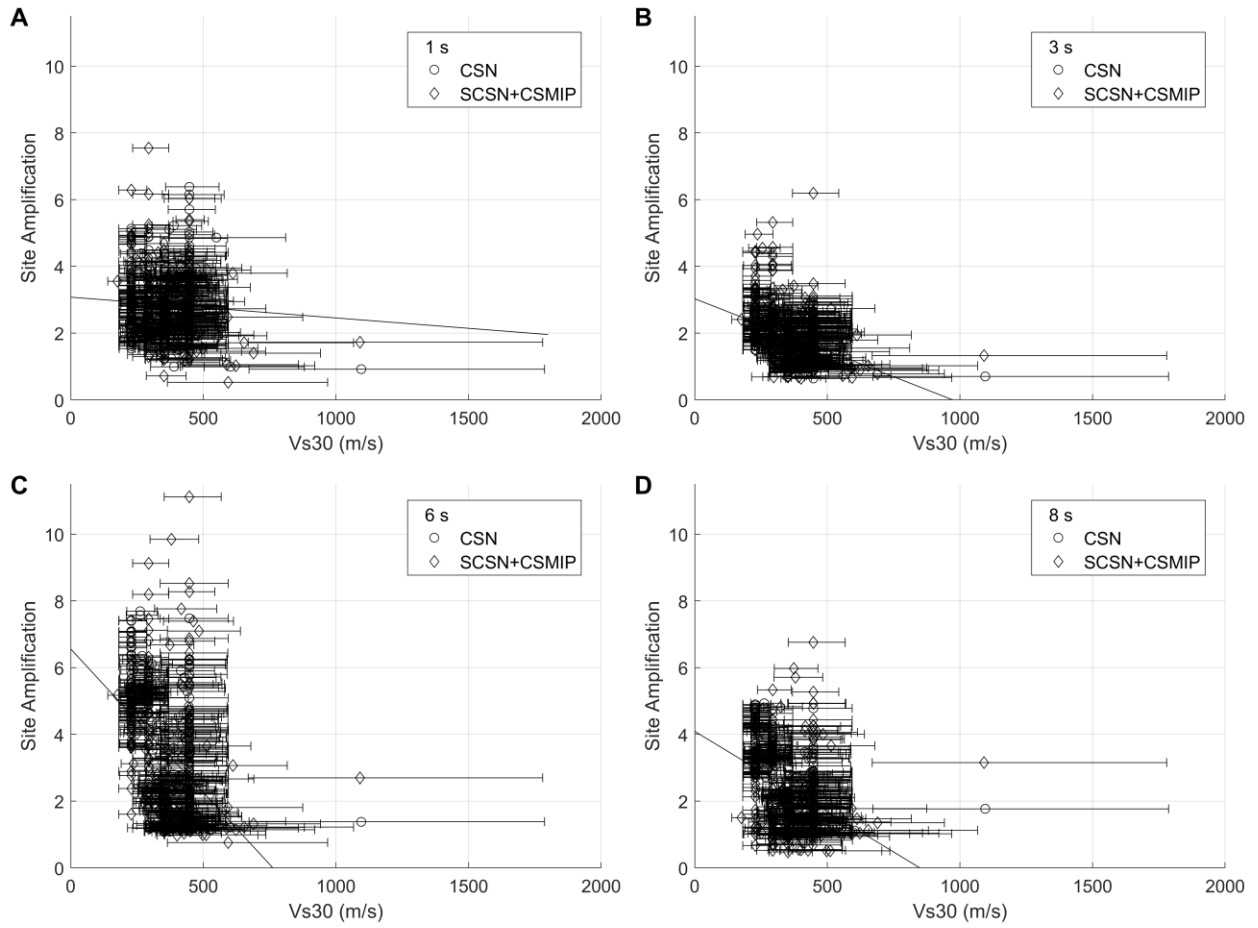 A
1 s
CSN
SCSN+CSMIP
Site Amplification
10
8
6
4
2
0
0 500 1000 1500 2000
Vs30 (m/s)
B
3 s
CSN
SCSN+CSMIP
Site Amplification
10
8
6
4
2
0
0 500 1000 1500 2000
Vs30 (m/s)
C
6 s
CSN
SCSN+CSMIP
Site Amplification
10
8
6
4
2
0
0 500 1000 1500 2000
Vs30 (m/s)
D
8 s
CSN
SCSN+CSMIP
Site Amplification
10
8
6
4
2
0
0 500 1000 1500 2000
Vs30 (m/s)